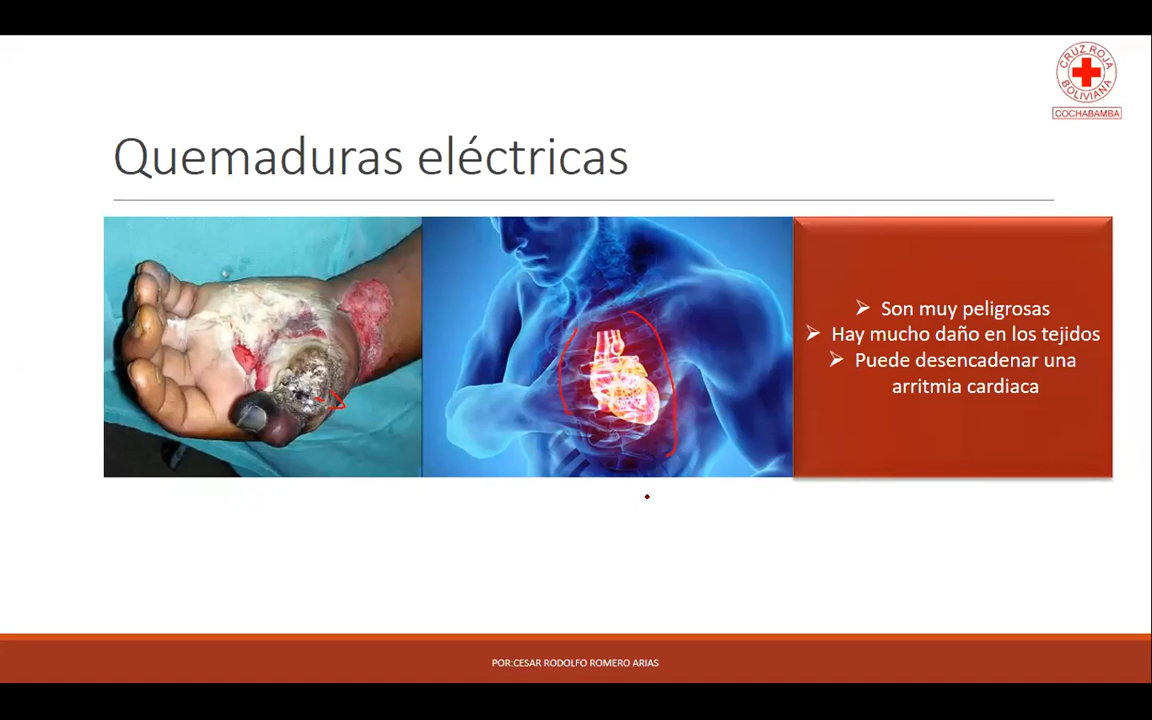 CRUZ ROJA
BOLIVIANA
COCHABAMBA
Quemaduras eléctricas
➢ Son muy peligrosas
➢ Hay mucho daño en los tejidos
➢ Puede desencadenar una
arritmia cardiaca
POR:CESAR RODOLFO ROMERO ARIAS